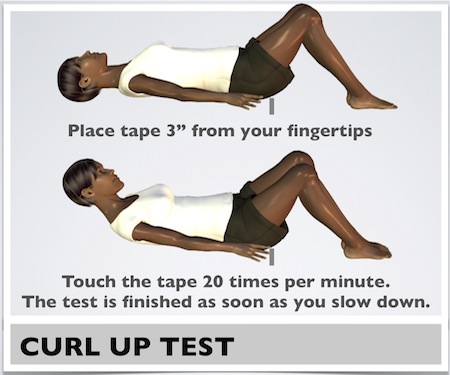 Place tape 3” from your fingertips
Touch the tape 20 times per minute.
The test is finished as soon as you slow down.
CURL UP TEST